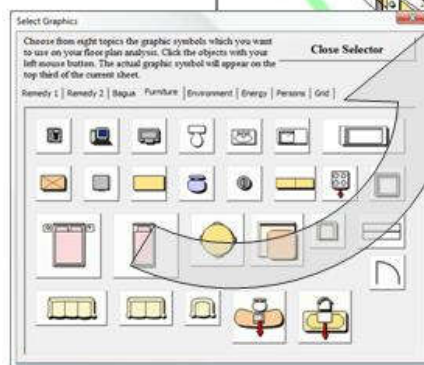 Select Graphics
Choose from eight topics the graphic symbols which you want
to use on your floor plan analysis. Click the objects with your
left mouse button. The actual graphic symbol will appear on the
top third of the current sheet.
Close Selector
Remedy 1 | Remedy 2 | Bagua | Furniture | Environment | Energy | Persons | Grid |